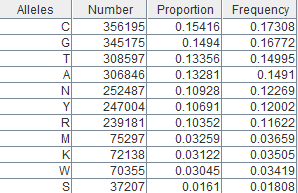 Alleles Number Proportion Frequency
C 356195 0.15416 0.17308
G 345175 0.1494 0.16772
T 308597 0.13356 0.14995
A 306846 0.13281 0.1491
N 252487 0.10928 0.12269
Y 247004 0.10691 0.12002
R 239181 0.10352 0.11622
M 75297 0.03259 0.03659
K 72138 0.03122 0.03505
W 70355 0.03045 0.03419
S 37207 0.0161 0.01808